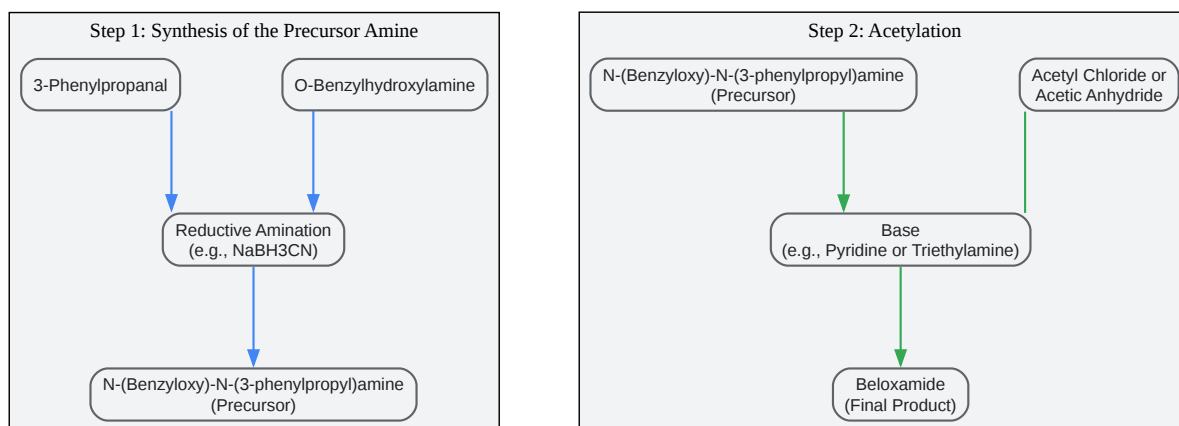 Step 1: Synthesis of the Precursor Amine
3-Phenylpropanal
O-Benzylhydroxylamine
Reductive Amination
(e.g., NaBH3CN)
N-(Benzyloxy)-N-(3-phenylpropyl)amine
(Precursor)
Step 2: Acetylation
N-(Benzyloxy)-N-(3-phenylpropyl)amine
(Precursor)
Acetyl Chloride or
Acetic Anhydride
Base
(e.g., Pyridine or Triethylamine)
Beloxamide
(Final Product)